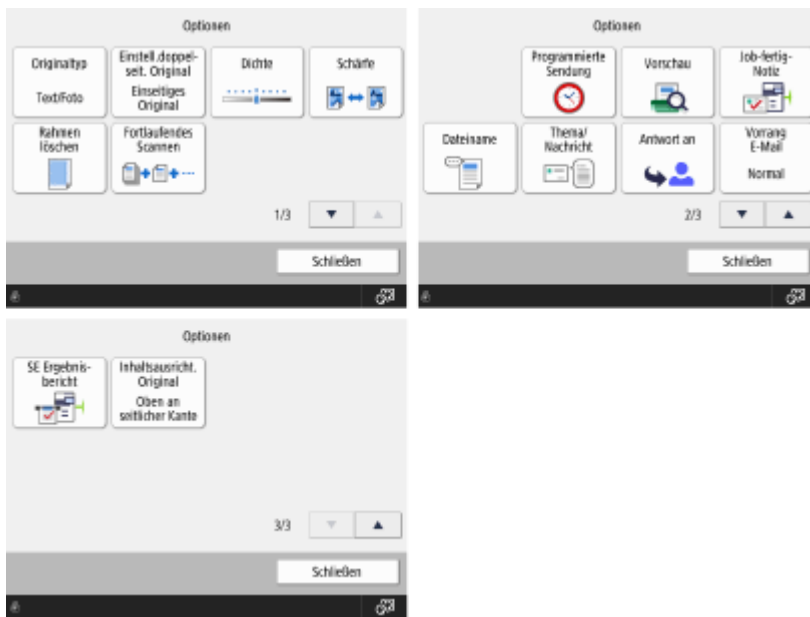 Optionen
Originaltyp
Text/Foto
Einstell.doppel-
seit. Original
Einseitiges
Original
Dichte
Schärfe
Rahmen
löschen
Fortlaufendes
Scannen
1/3
Schließen
Optionen
Programmierte
Sendung
Vorschau
Job-fertig-
Notiz
Dateiname
Thema/
Nachricht
Antwort an
Vorrang
E-Mail
Normal
2/3
Schließen
Optionen
SE Ergebnis-
bericht
Inhaltsausricht.
Original
Oben an
seitlicher Kante
3/3
Schließen